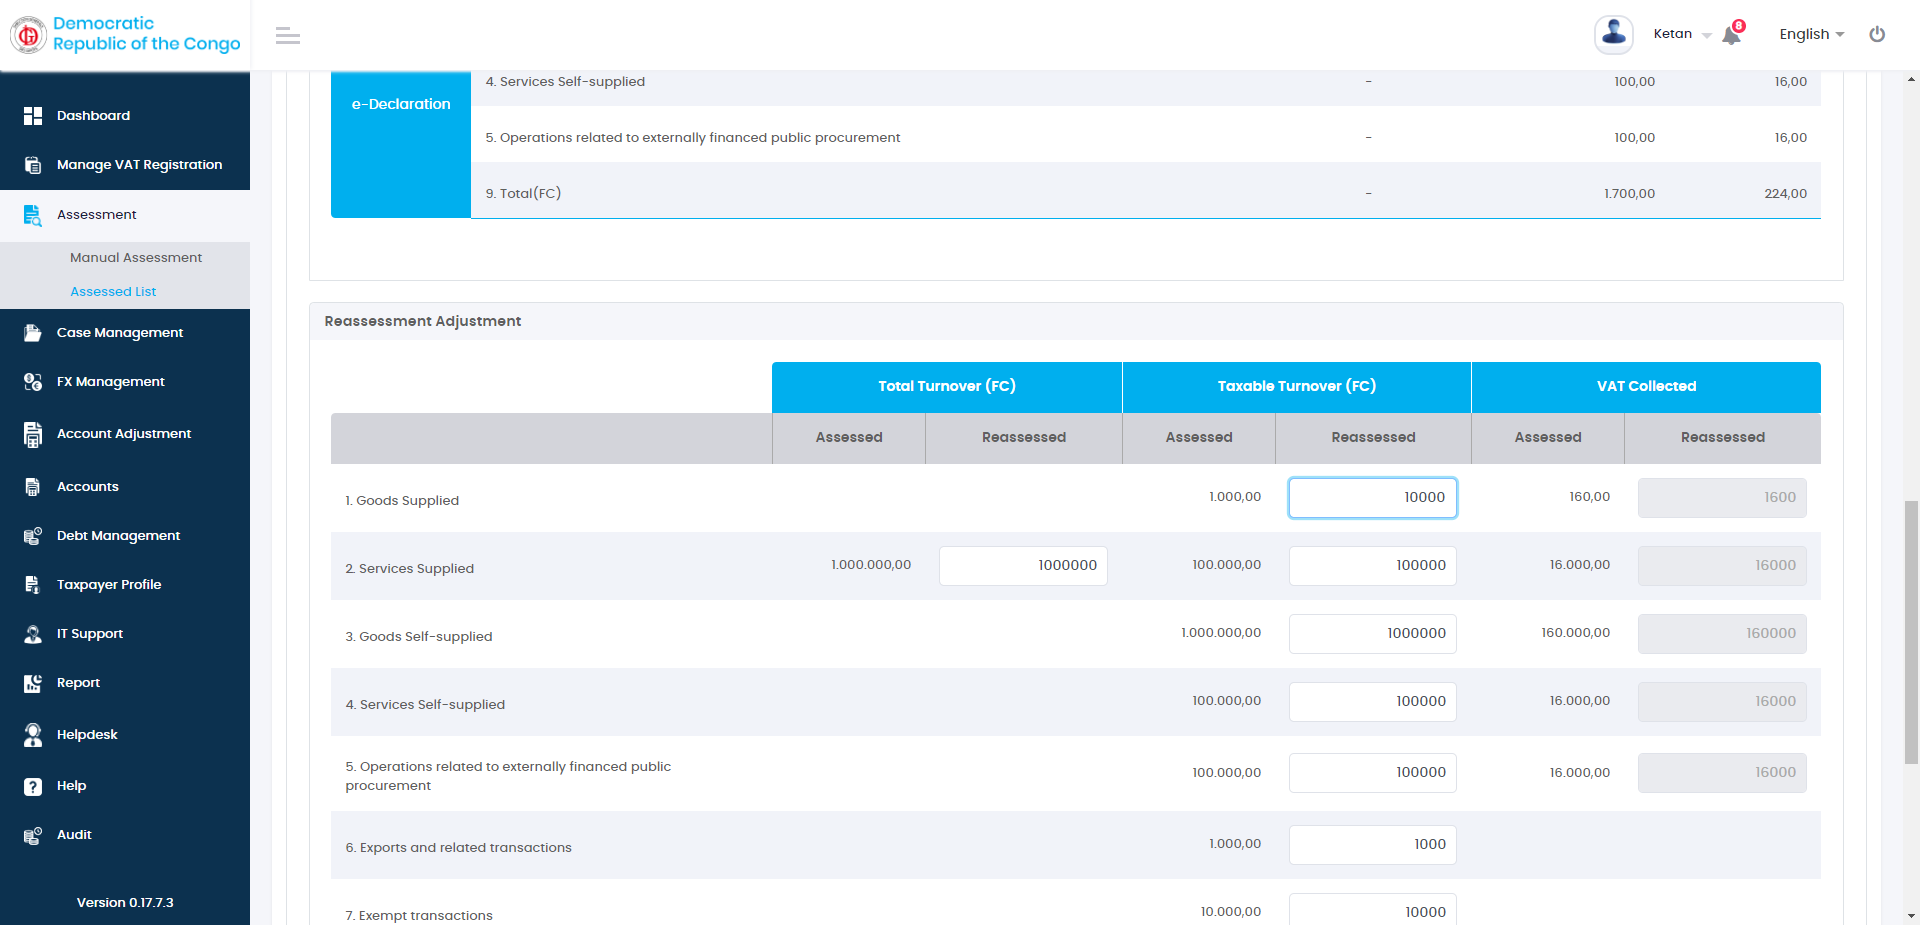 Democratic
Republic of the Congo
Ketan
8
English
Dashboard
Manage VAT Registration
Assessment
Manual Assessment
Assessed List
Case Management
FX Management
Account Adjustment
Accounts
Debt Management
Taxpayer Profile
IT Support
Report
Helpdesk
Help
Audit
Version 0.17.7.3
e-Declaration
4. Services Self-supplied - 100,00 16,00
5. Operations related to externally financed public procurement - 100,00 16,00
9. Total(FC) - 1.700,00 224,00
Reassessment Adjustment
Total Turnover (FC) Taxable Turnover (FC) VAT Collected
Assessed Reassessed Assessed Reassessed Assessed Reassessed
1. Goods Supplied 1.000,00 10000 160,00 1600
2. Services Supplied 1.000.000,00 1000000 100.000,00 100000 16.000,00 16000
3. Goods Self-supplied 1.000.000,00 1000000 160.000,00 160000
4. Services Self-supplied 100.000,00 100000 16.000,00 16000
5. Operations related to externally financed public
procurement 100.000,00 100000 16.000,00 16000
6. Exports and related transactions 1.000,00 1000
7. Exempt transactions 10.000,00 10000